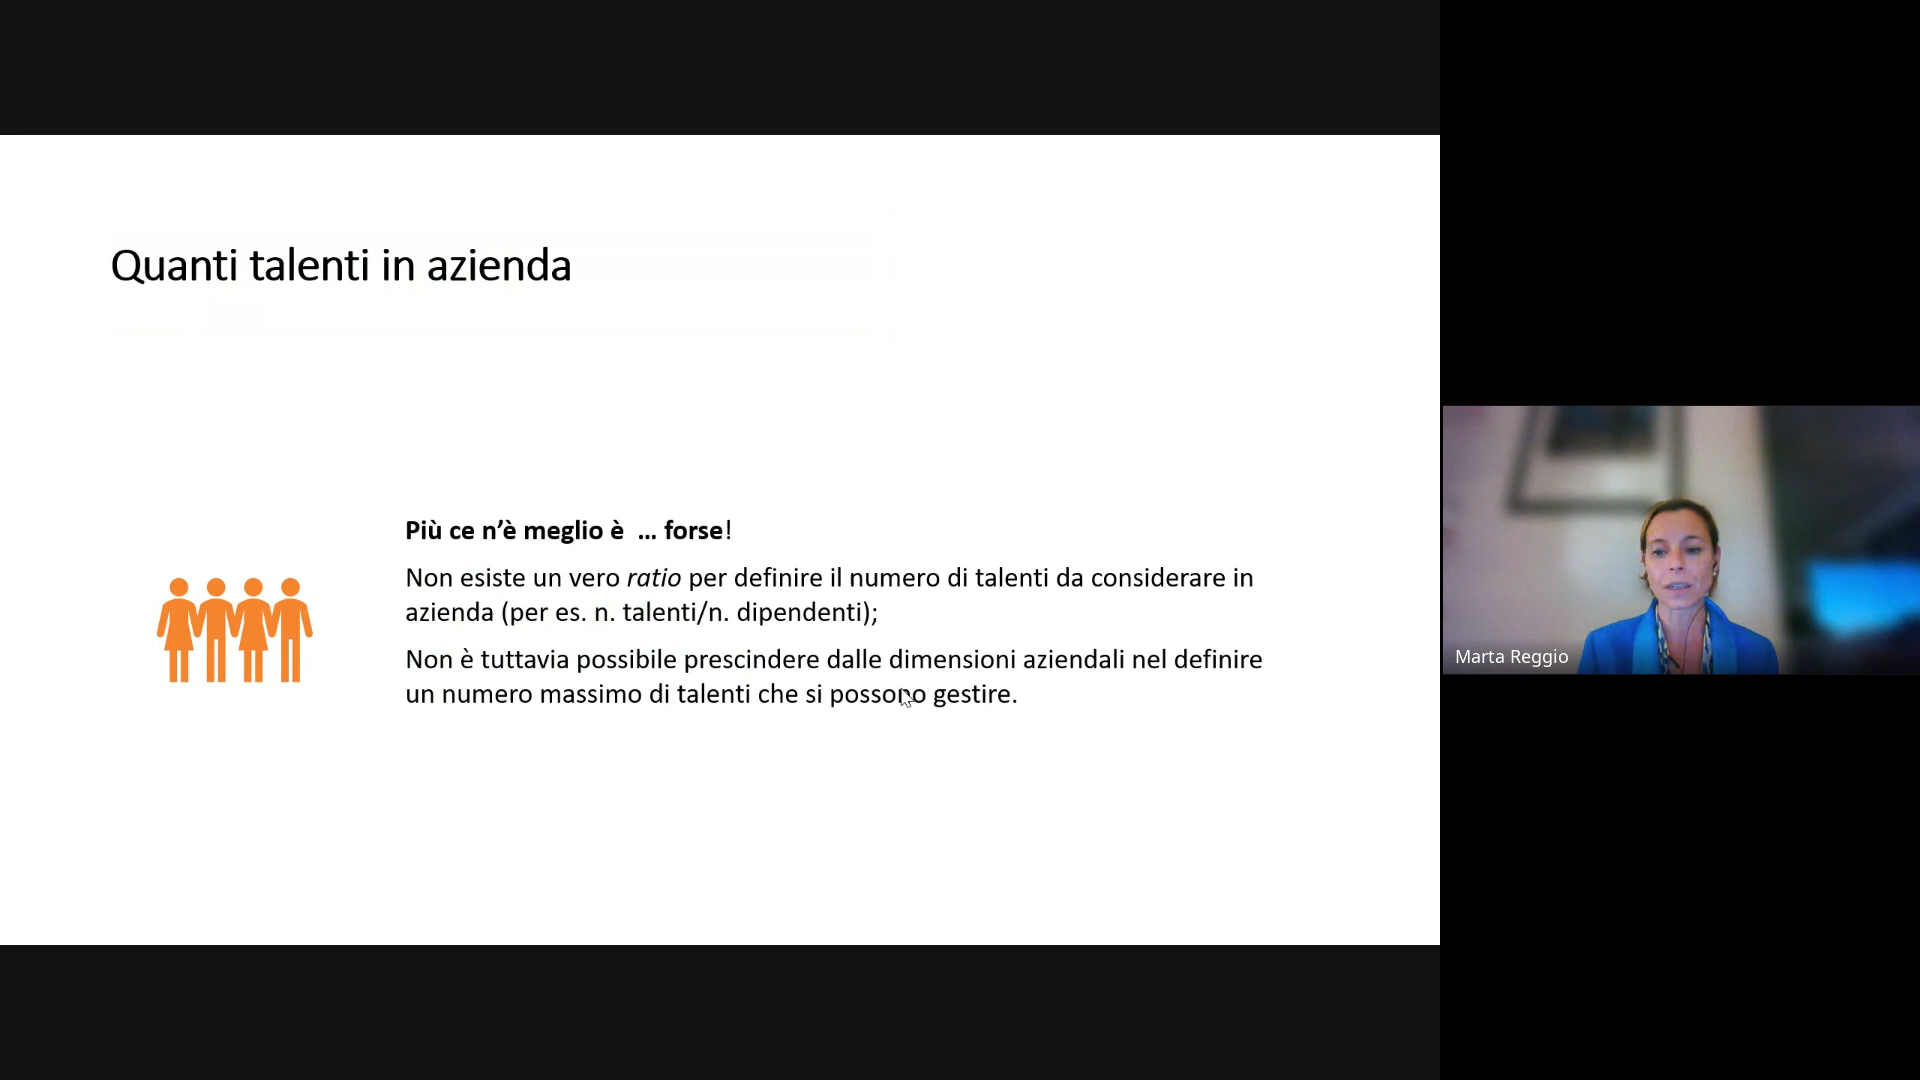 Quanti talenti in azienda
Più ce n’è meglio è  ... forse!
Non esiste un vero ratio per definire il numero di talenti da considerare in
azienda (per es. n. talenti/n. dipendenti);
Non è tuttavia possibile prescindere dalle dimensioni aziendali nel definire
un numero massimo di talenti che si possono gestire.
Marta Reggio